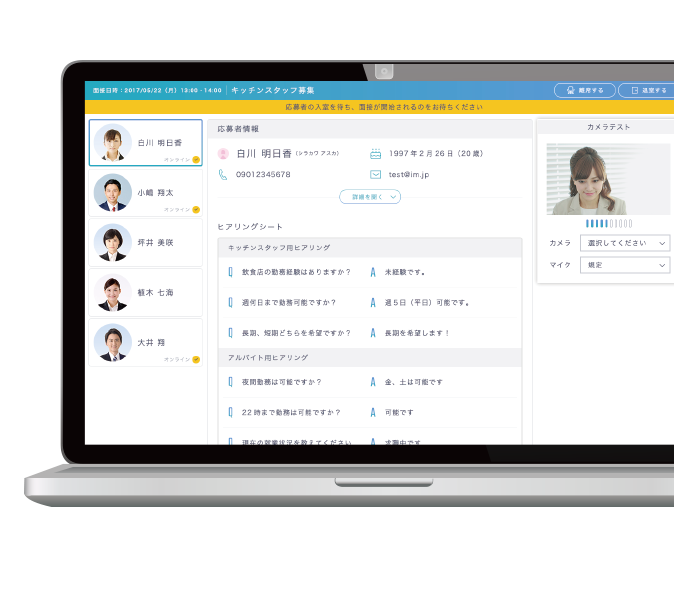 面接日時：2017/05/22（月）13:60 - 14:00 キッチンスタッフ募集
離席する 退室する
応募者の入室を待ち、面接が開始されるのをお待ちください
白川 明日香
オンライン
小嶋 翔太
オンライン
坪井 美咲
植木 七海
大井 翔
オンライン
応募者情報
白川 明日香（シラカワ アスカ） 1997 年 2 月 26 日（20 歳）
09012345678 test@im.jp
詳細を開く
ヒアリングシート
キッチンスタッフ用ヒアリング
Q 飲食店の勤務経験はありますか？ A 未経験です。
Q 週何日まで勤務可能ですか？ A 週５日（平日）可能です。
Q 長期、短期どちらを希望ですか？ A 長期を希望します！
アルバイト用ヒアリング
Q 夜間勤務は可能ですか？ A 金、土は可能です
Q 22 時まで勤務は可能ですか？ A 可能です
Q 現在の就業状況を教えてください A 求職中です
カメラテスト
カメラ 選択してください
マイク 規定